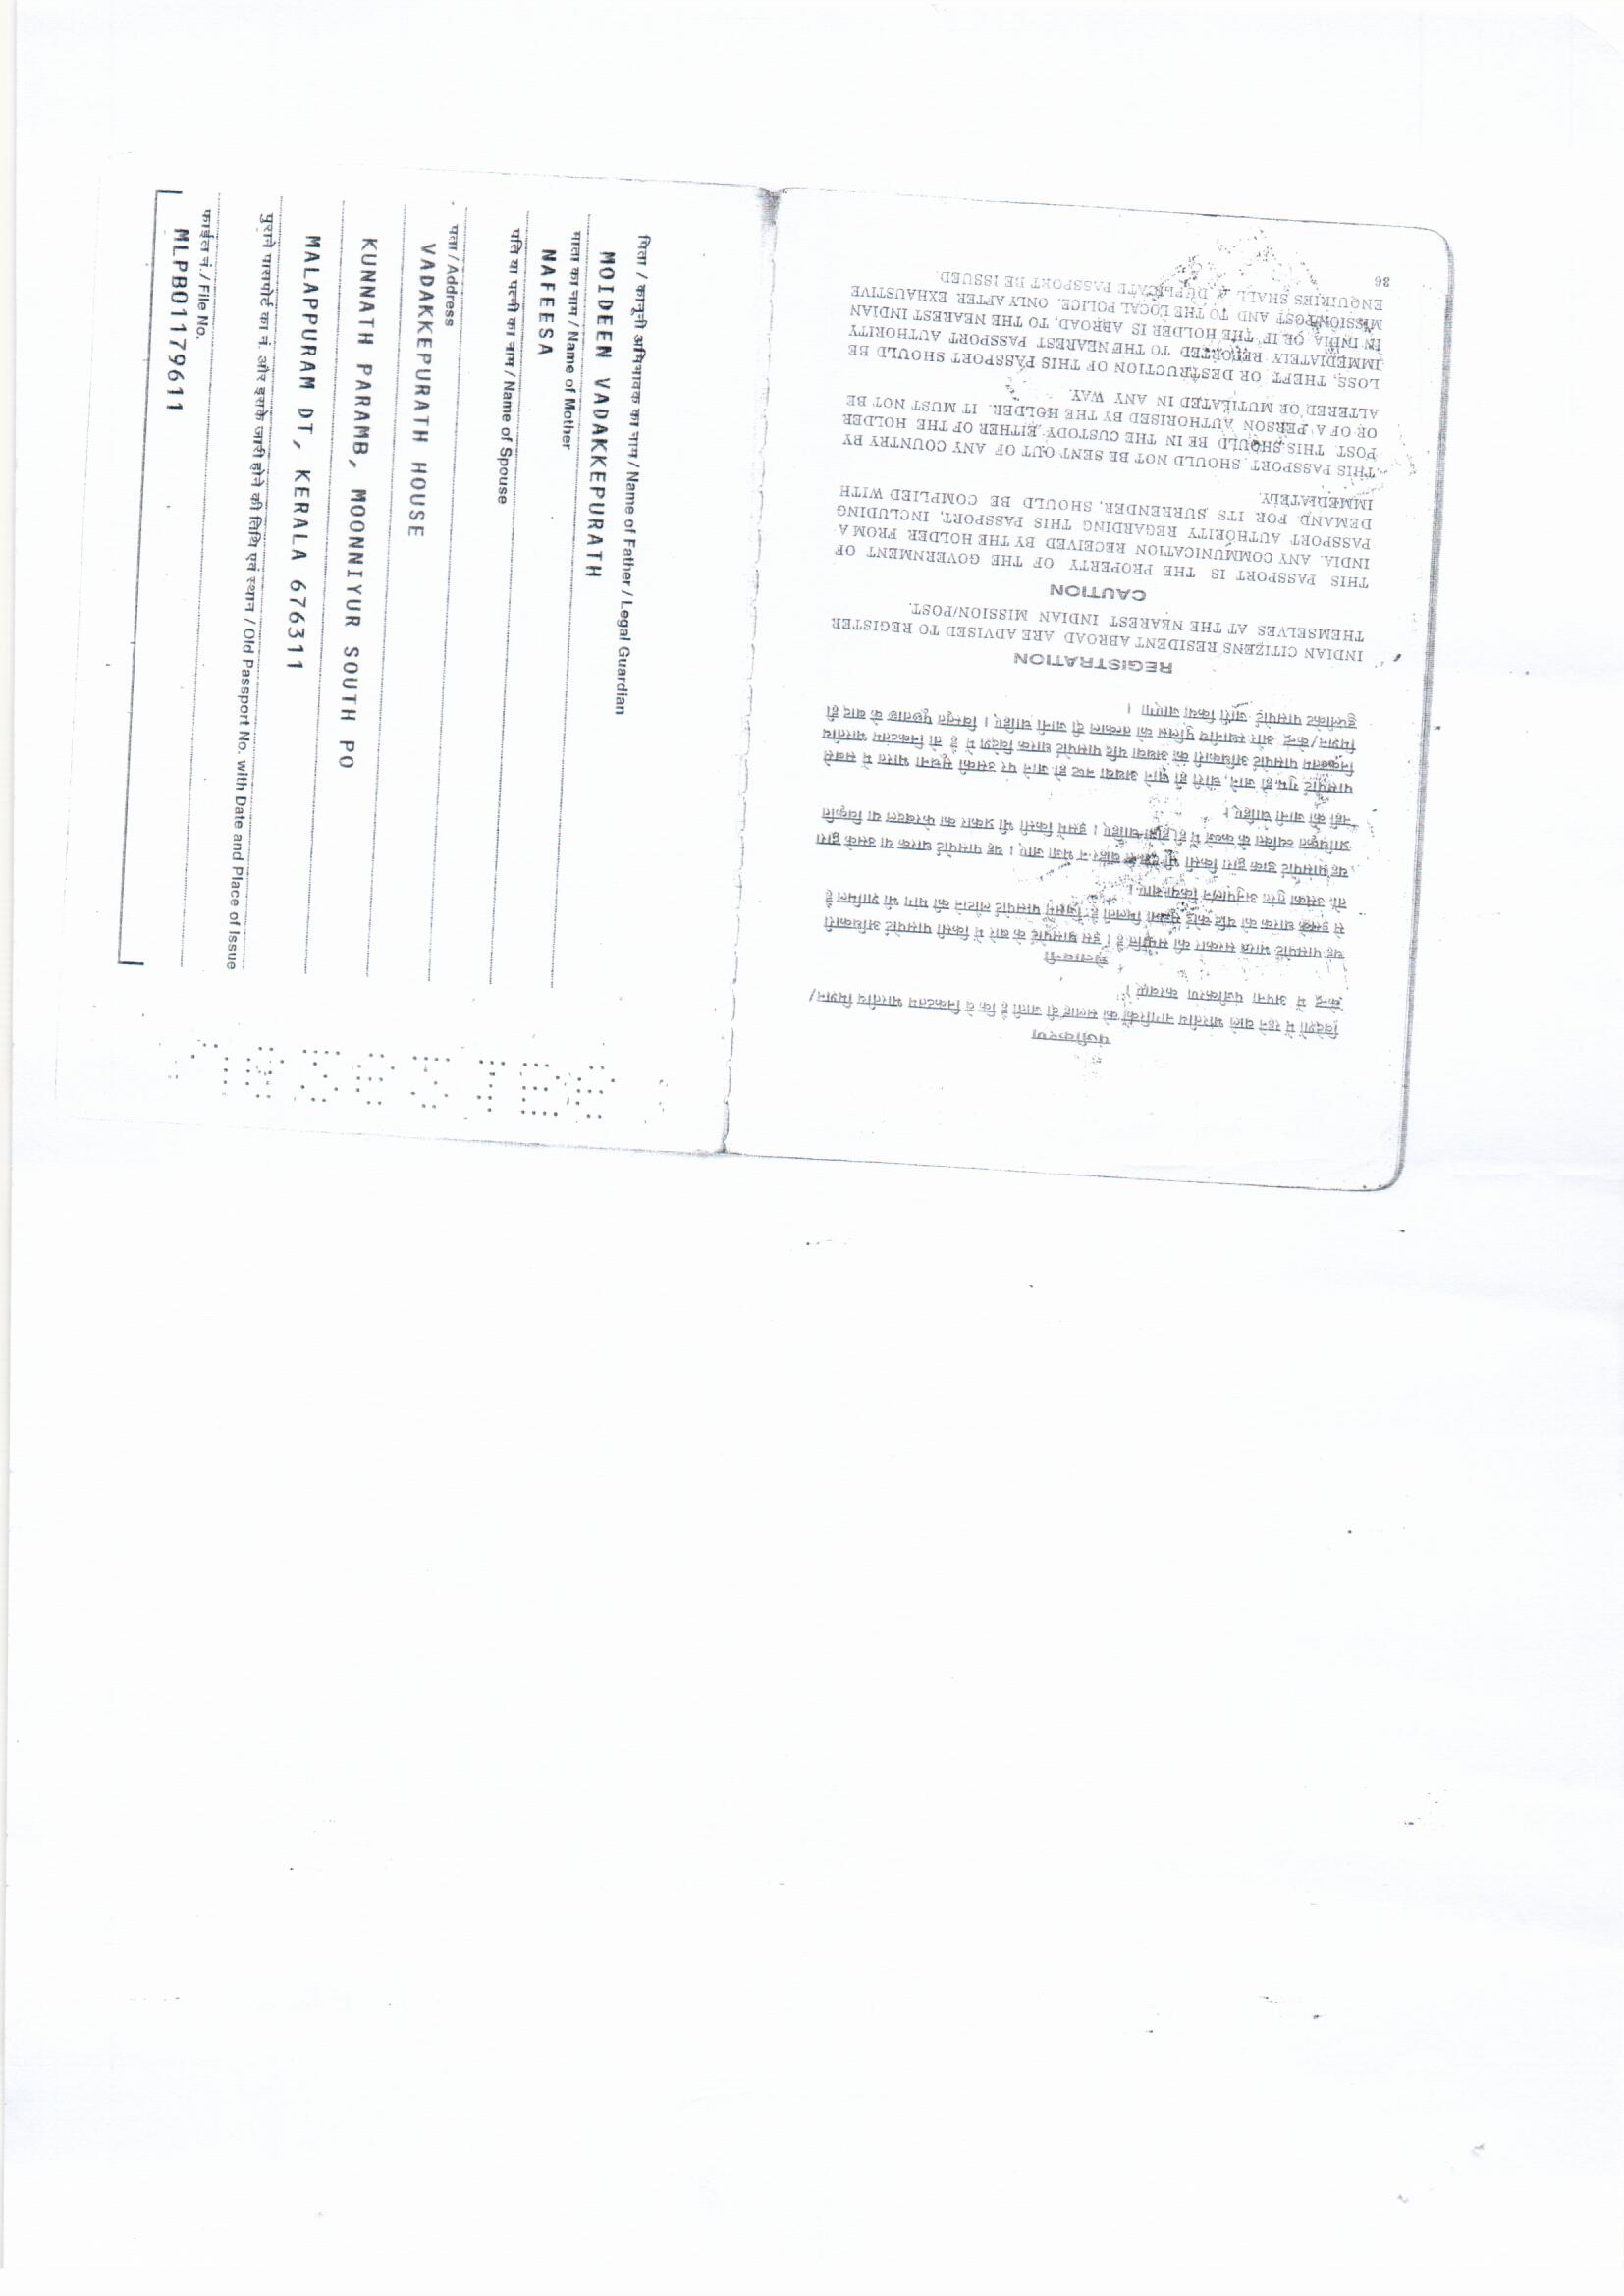 पिता / कानूनी अभिभावक का नाम / Name of Father / Legal Guardian
MOIDEEN VADAKKEPURATH
माता का नाम / Name of Mother
NAFEESA
पति या पत्नी का नाम / Name of Spouse
पता / Address
VADAKKEPURATH HOUSE
KUNNATH PARAMB, MOONNIYUR SOUTH PO
MALAPPURAM DT, KERALA 676311
पुराने पासपोर्ट का नं. और इसके जारी होने की तिथि एवं स्थान / Old Passport No. with Date and Place of Issue
फाईल नं. / File No.
MLPB01179611
पंजीकरण
विदेशों में रहने वाले भारतीय नागरिकों को सलाह दी जाती है कि वे निकटतम भारतीय मिशन/
केन्द्र में अपना पंजीकरण करवाएं।
चेतावनी
यह पासपोर्ट भारत सरकार की सम्पत्ति है। इस पासपोर्ट के बारे में किसी पासपोर्ट अधिकारी
से इसके धारक को यदि कोई सूचना मिलती है, जिसमें पासपोर्ट लौटाने की मांग भी शामिल है
तो उसका तुरंत अनुपालन किया जाए।
यह पासपोर्ट डाक द्वारा किसी भी देश से बाहर न भेजा जाए। यह पासपोर्ट धारक या उसके द्वारा
प्राधिकृत व्यक्ति के कब्जे में ही होना चाहिए। इसमें किसी भी प्रकार का फेरबदल या विकृति
नहीं की जानी चाहिए।
पासपोर्ट गुम हो जाने, चोरी हो जाने अथवा नष्ट हो जाने पर उसकी सूचना भारत में सबसे
निकटतम पासपोर्ट अधिकारी को अथवा यदि पासपोर्ट धारक विदेश में है तो निकटतम भारतीय
मिशन/केन्द्र और स्थानीय पुलिस को तत्काल दी जानी चाहिए। विस्तृत पूछताछ के बाद ही
डुप्लीकेट पासपोर्ट जारी किया जाएगा।
REGISTRATION
INDIAN CITIZENS RESIDENT ABROAD ARE ADVISED TO REGISTER
THEMSELVES AT THE NEAREST INDIAN MISSION/POST.
CAUTION
THIS PASSPORT IS THE PROPERTY OF THE GOVERNMENT OF
INDIA. ANY COMMUNICATION RECEIVED BY THE HOLDER FROM A
PASSPORT AUTHORITY REGARDING THIS PASSPORT, INCLUDING
DEMAND FOR ITS SURRENDER, SHOULD BE COMPLIED WITH
IMMEDIATELY.
THIS PASSPORT SHOULD NOT BE SENT OUT OF ANY COUNTRY BY
POST. THIS SHOULD BE IN THE CUSTODY EITHER OF THE HOLDER
OR OF A PERSON AUTHORISED BY THE HOLDER. IT MUST NOT BE
ALTERED OR MUTILATED IN ANY WAY.
LOSS, THEFT OR DESTRUCTION OF THIS PASSPORT SHOULD BE
IMMEDIATELY REPORTED TO THE NEAREST PASSPORT AUTHORITY
IN INDIA OR IF THE HOLDER IS ABROAD, TO THE NEAREST INDIAN
MISSION/POST AND TO THE LOCAL POLICE. ONLY AFTER EXHAUSTIVE
ENQUIRIES SHALL A DUPLICATE PASSPORT BE ISSUED.
36